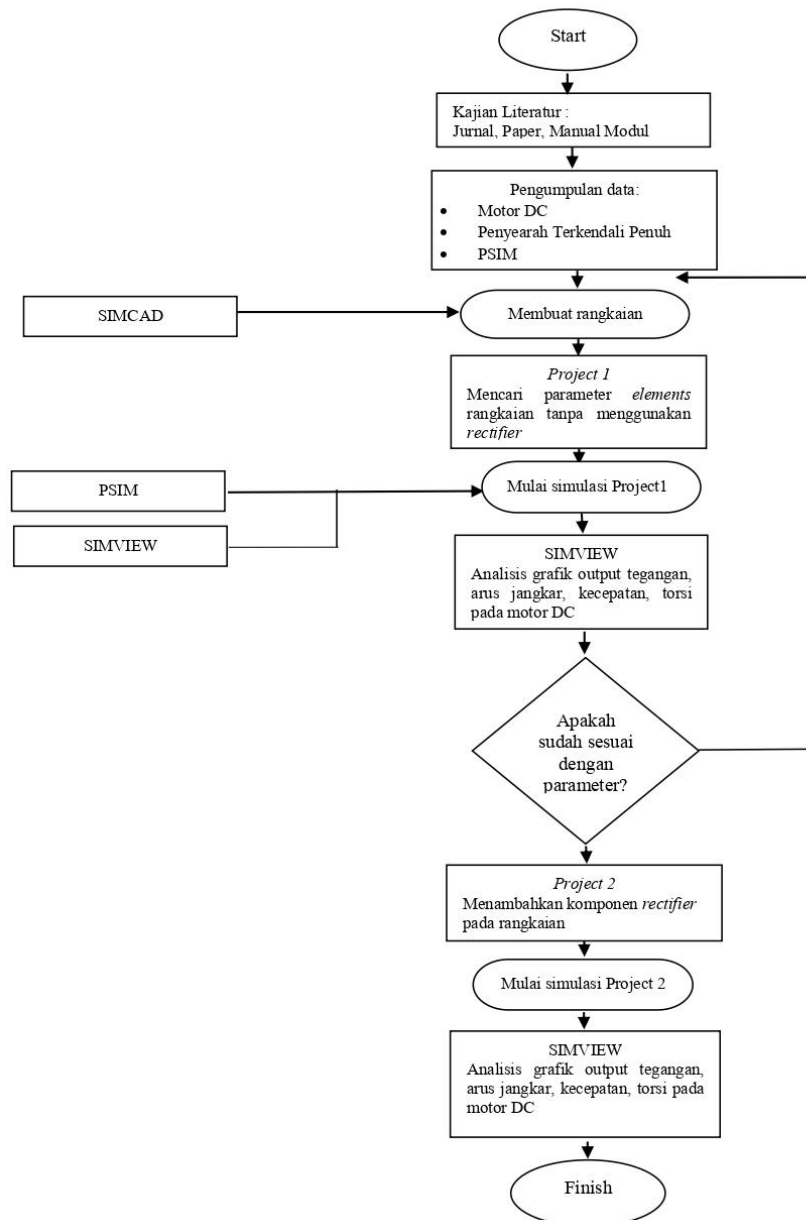 Start
Kajian Literatur :
Jurnal, Paper, Manual Modul
Pengumpulan data:
• Motor DC
• Penyearah Terkendali Penuh
• PSIM
SIMCAD
Membuat rangkaian
Project 1
Mencari parameter elements
rangkaian tanpa menggunakan
rectifier
PSIM
Mulai simulasi Project1
SIMVIEW
SIMVIEW
Analisis grafik output tegangan,
arus jangkar, kecepatan, torsi
pada motor DC
Apakah
sudah sesuai
dengan
parameter?
Project 2
Menambahkan komponen rectifier
pada rangkaian
Mulai simulasi Project 2
SIMVIEW
Analisis grafik output tegangan,
arus jangkar, kecepatan, torsi pada
motor DC
Finish